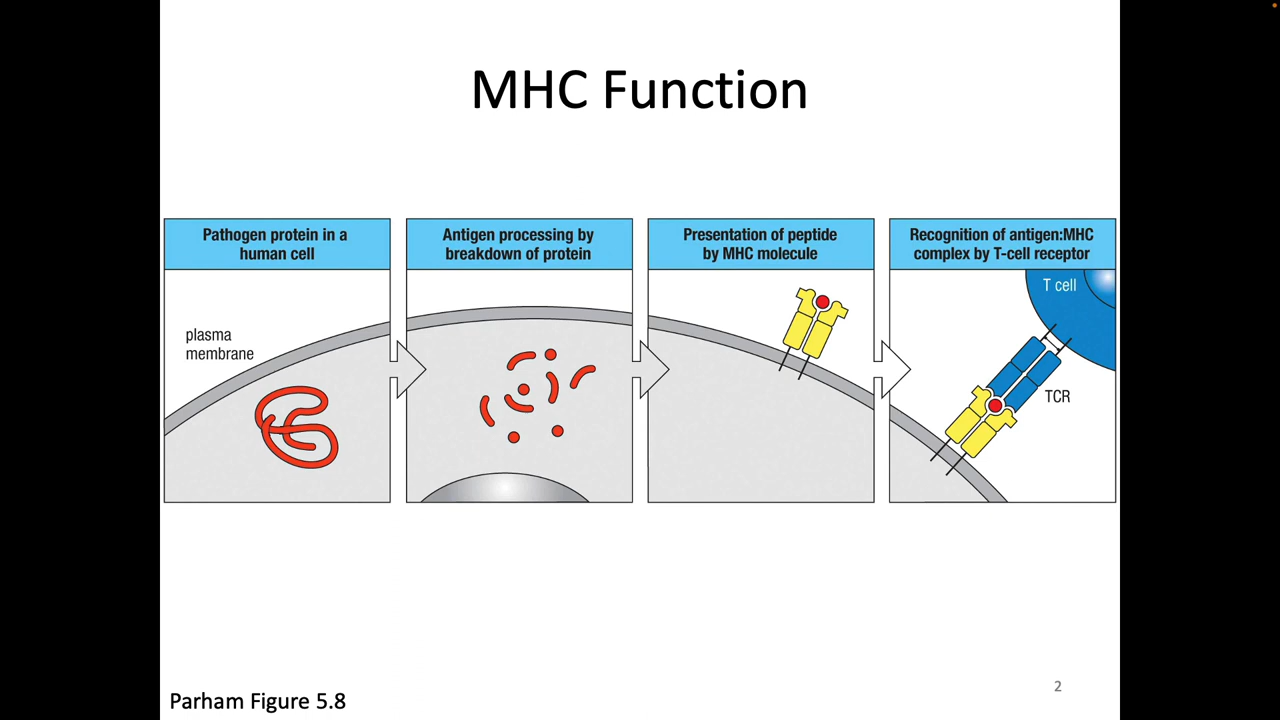 MHC Function
Pathogen protein in a
human cell
Antigen processing by
breakdown of protein
Presentation of peptide
by MHC molecule
Recognition of antigen:MHC
complex by T-cell receptor
plasma
membrane
T cell
TCR
2
Parham Figure 5.8